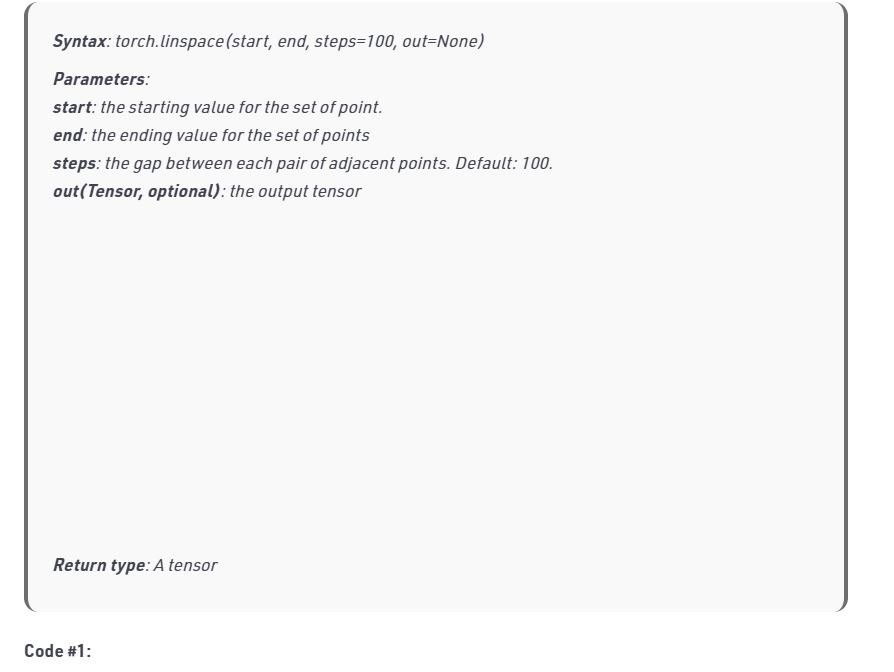 Syntax: torch.linspace(start, end, steps=100, out=None)
Parameters:
start: the starting value for the set of point.
end: the ending value for the set of points
steps: the gap between each pair of adjacent points. Default: 100.
out(Tensor, optional): the output tensor
Return type: A tensor
Code #1: